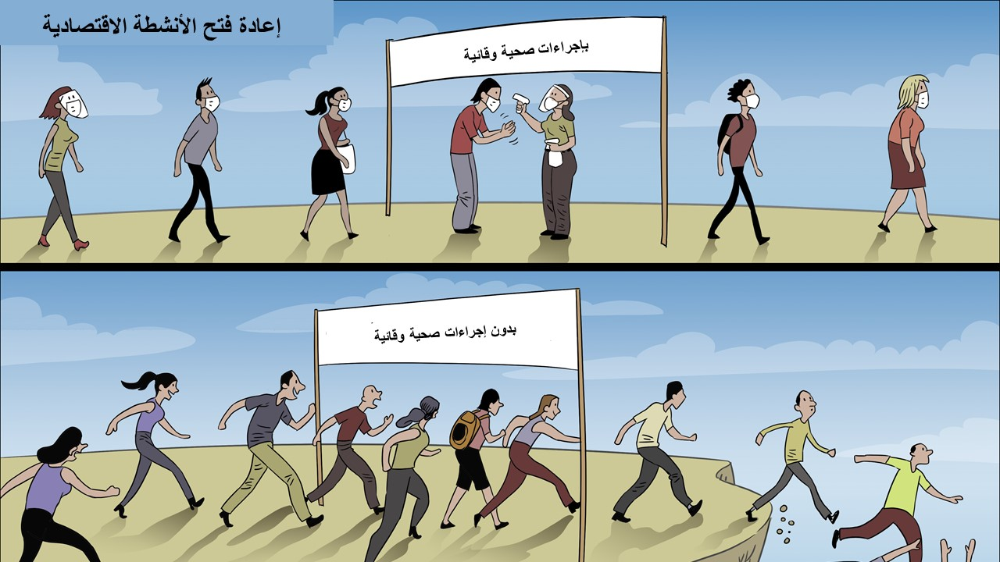 إعادة فتح الأنشطة الاقتصادية
بإجراءات صحية وقائية
بدون إجراءات صحية وقائية